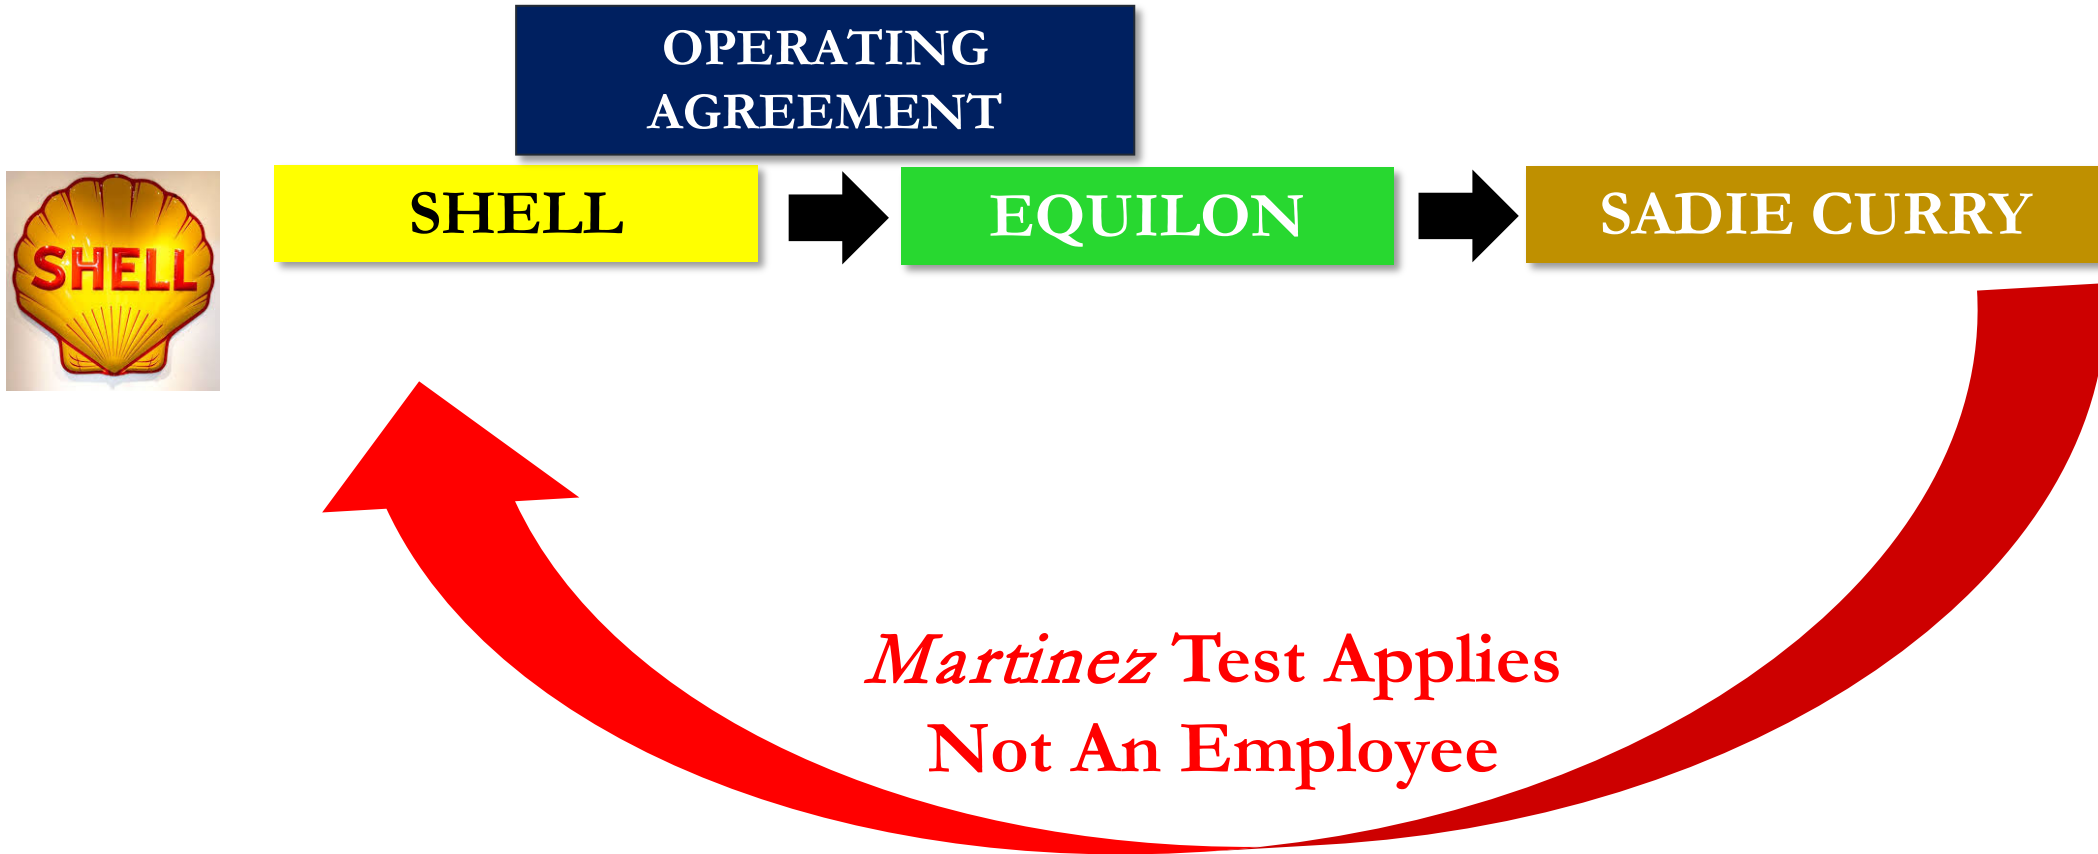 OPERATING
AGREEMENT
SHELL
SHELL
EQUILON
SADIE CURRY
Martinez Test Applies
Not An Employee